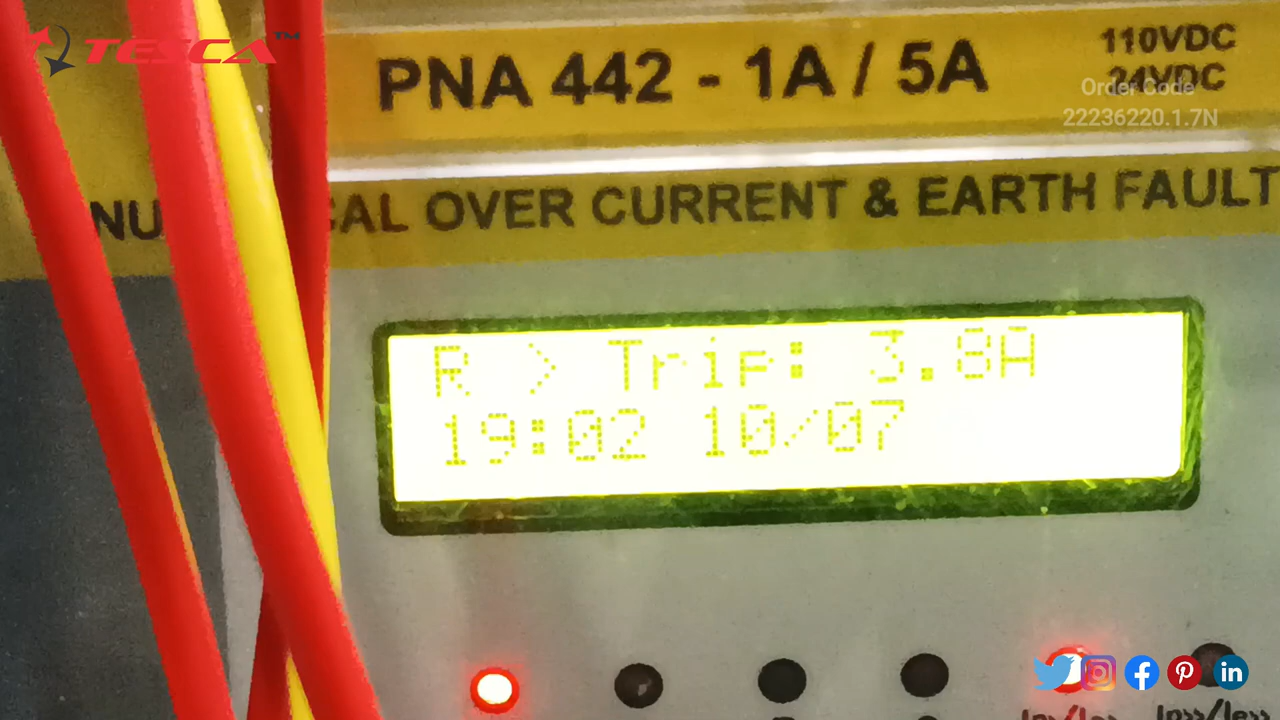 TESCA™
PNA 442 - 1A / 5A
110VDC
24VDC
Order Code
22236220.1.7N
OVER CURRENT & EARTH FAULT
R > Trip: 3.8A
19:02 10/07